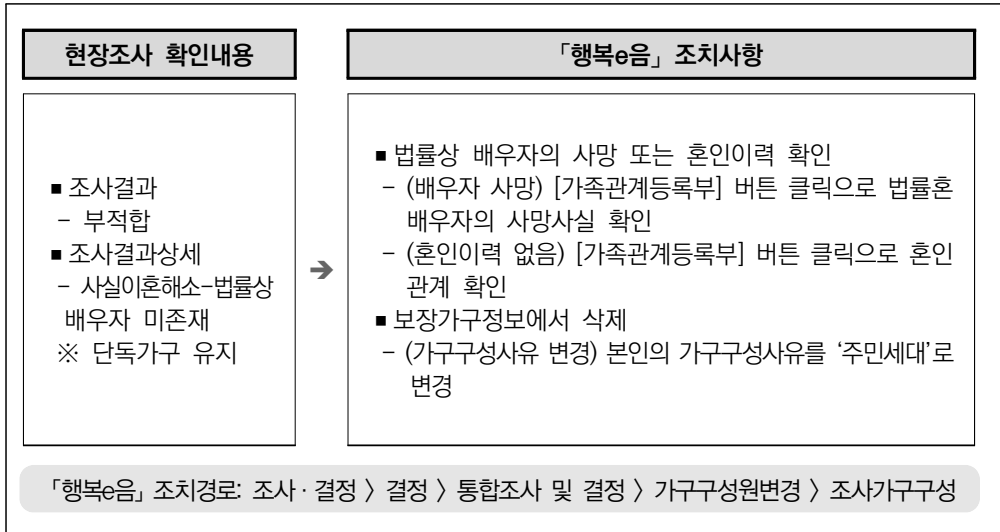 현장조사 확인내용
「행복e음」 조치사항
■ 조사결과
- 부적합
■ 조사결과상세
- 사실이혼해소-법률상
배우자 미존재
※ 단독가구 유지
➔
■ 법률상 배우자의 사망 또는 혼인이력 확인
- (배우자 사망) [가족관계등록부] 버튼 클릭으로 법률혼
배우자의 사망사실 확인
- (혼인이력 없음) [가족관계등록부] 버튼 클릭으로 혼인
관계 확인
■ 보장가구정보에서 삭제
- (가구구성사유 변경) 본인의 가구구성사유를 ‘주민세대’로
변경
「행복e음」 조치경로: 조사 · 결정 〉 결정 〉 통합조사 및 결정 〉 가구구성원변경 〉 조사가구구성